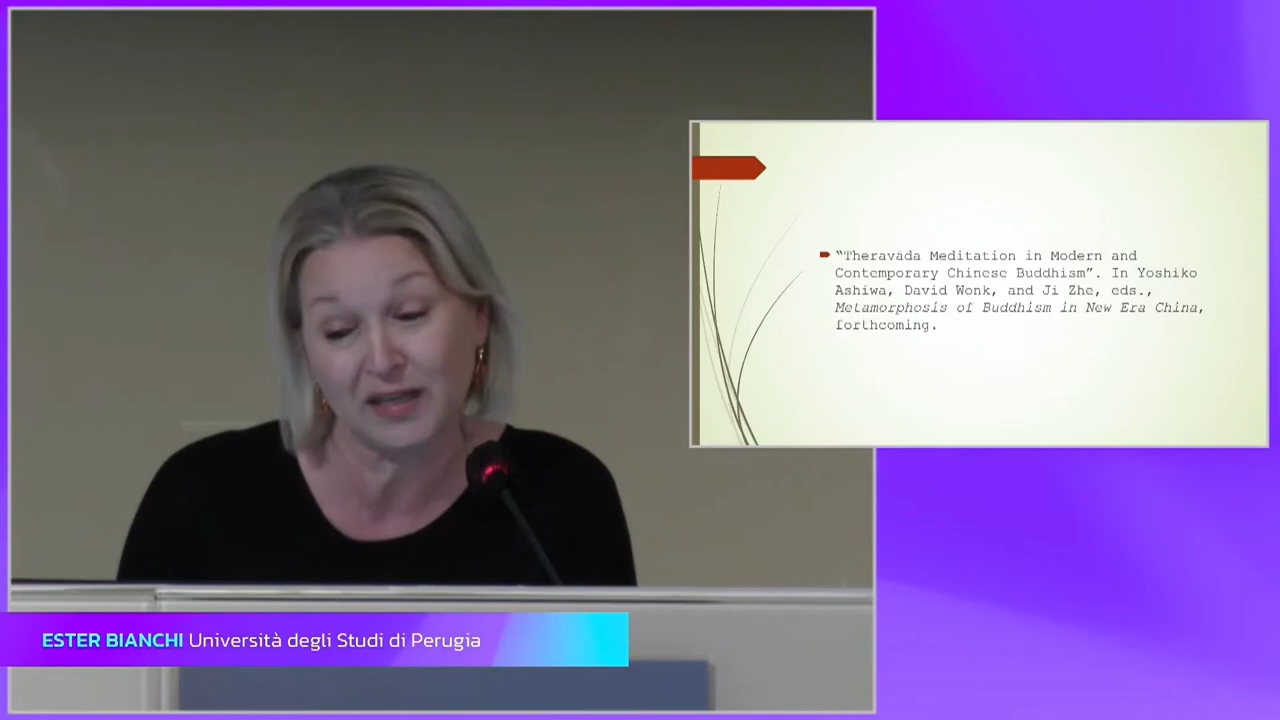 "Theravāda Meditation in Modern and
Contemporary Chinese Buddhism". In Yoshiko
Ashiwa, David Wonk, and Ji Zhe, eds.,
Metamorphosis of Buddhism in New Era China,
forthcoming.
ESTER BIANCHI Università degli Studi di Perugia